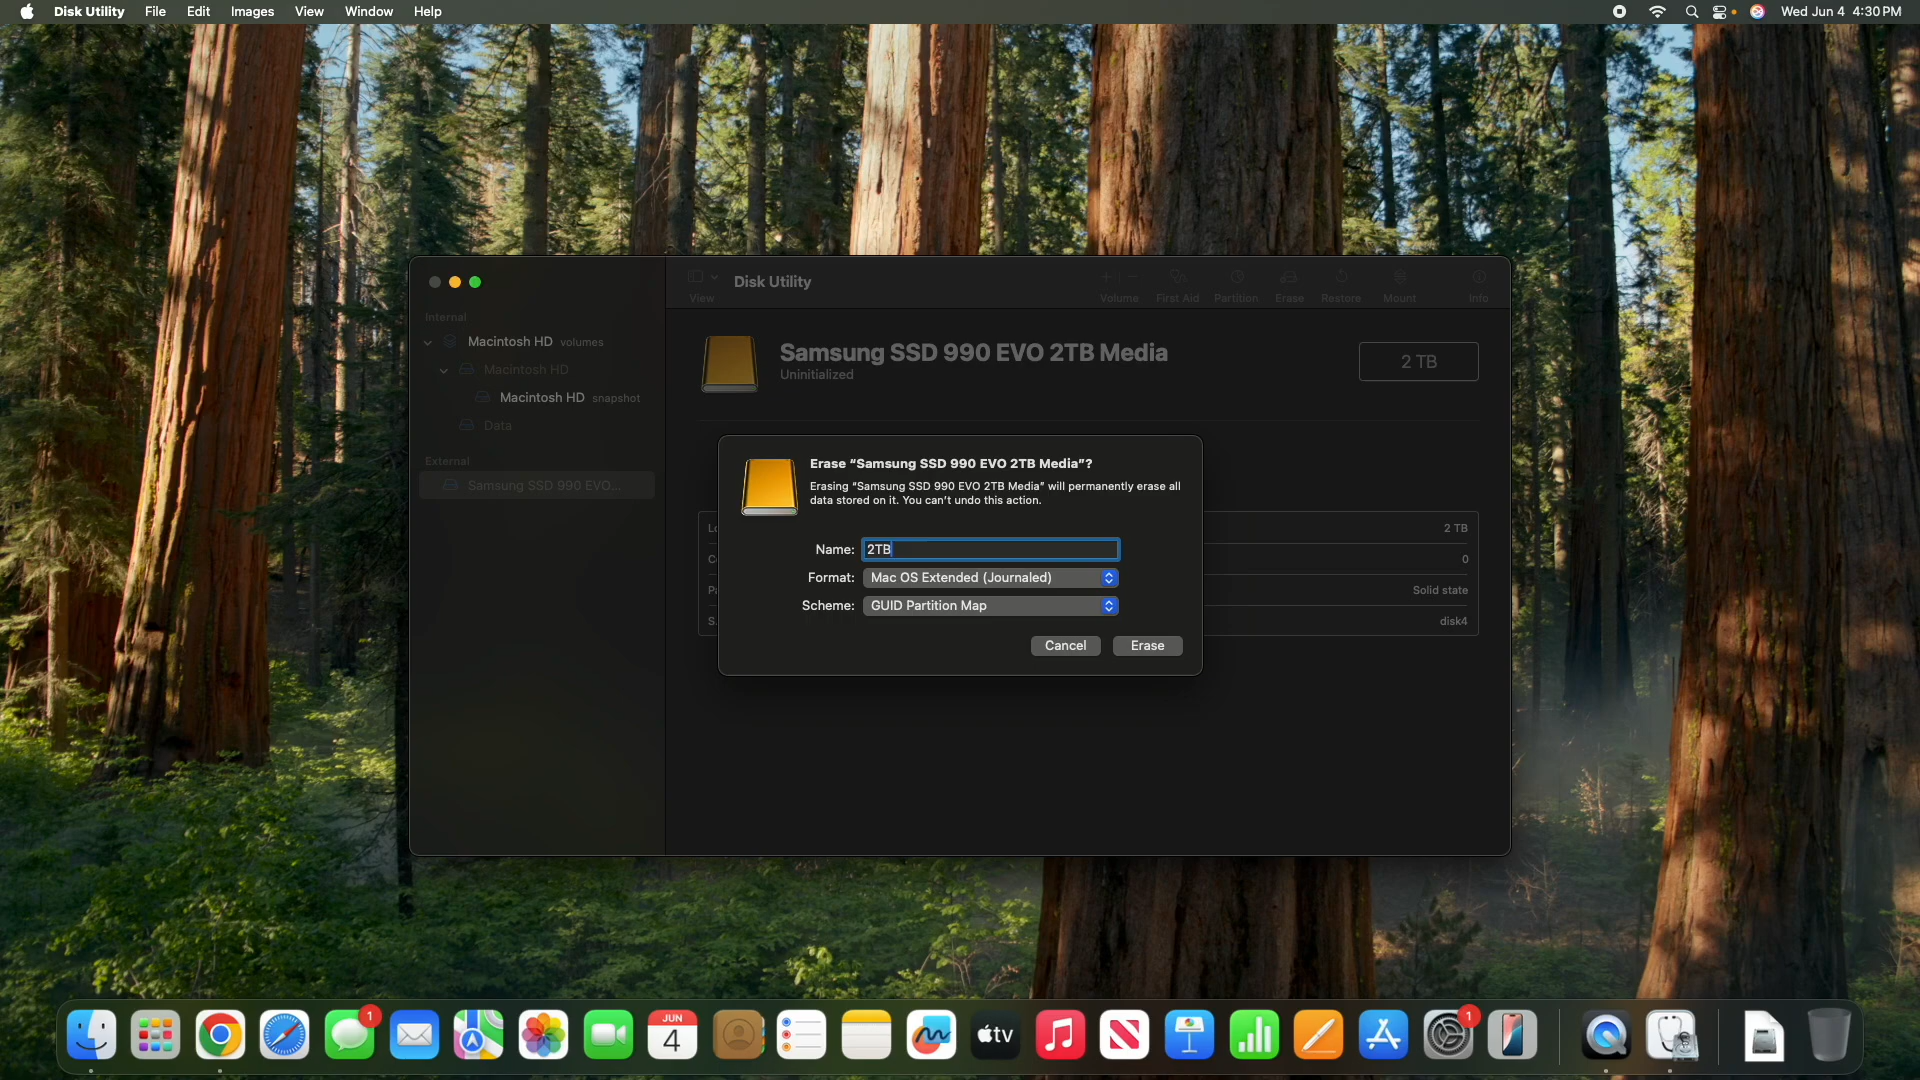 Disk Utility File Edit Images View Window Help Wed Jun 4 4:30 PM
Disk Utility
View Volume First Aid Partition Erase Restore Mount Info
Internal
Macintosh HD volumes
Macintosh HD
Macintosh HD snapshot
Data
External
Samsung SSD 990 EVO...
Samsung SSD 990 EVO 2TB Media
Uninitialized
2 TB
Erase “Samsung SSD 990 EVO 2TB Media”?
Erasing “Samsung SSD 990 EVO 2TB Media” will permanently erase all
data stored on it. You can’t undo this action.
Name: 2TB
Format: Mac OS Extended (Journaled)
Scheme: GUID Partition Map
Cancel Erase
2 TB
0
Solid state
disk4
1
JUN
4
tv
1